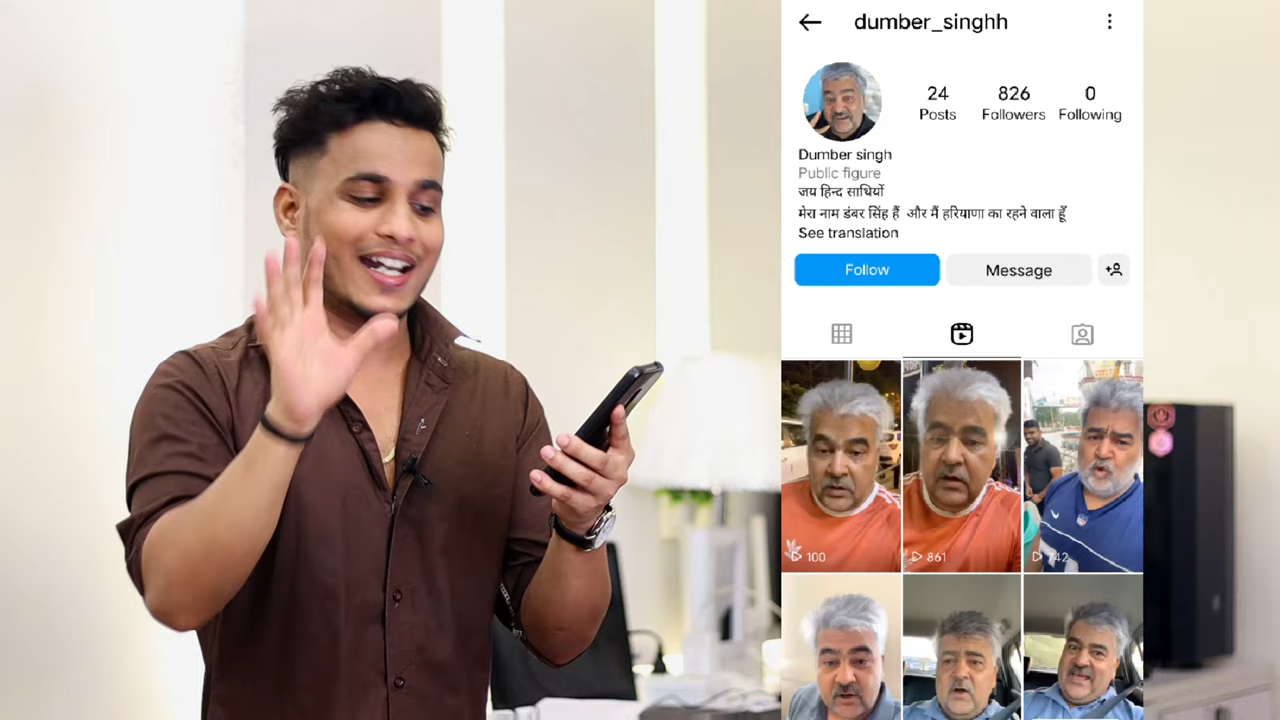 dumber_singhh
24 826 0
Posts Followers Following
Dumber singh
Public figure
जय हिन्द साथियों
मेरा नाम डंबर सिंह हैं और मैं हरियाणा का रहने वाला हूँ
See translation
Follow Message
100 861 742